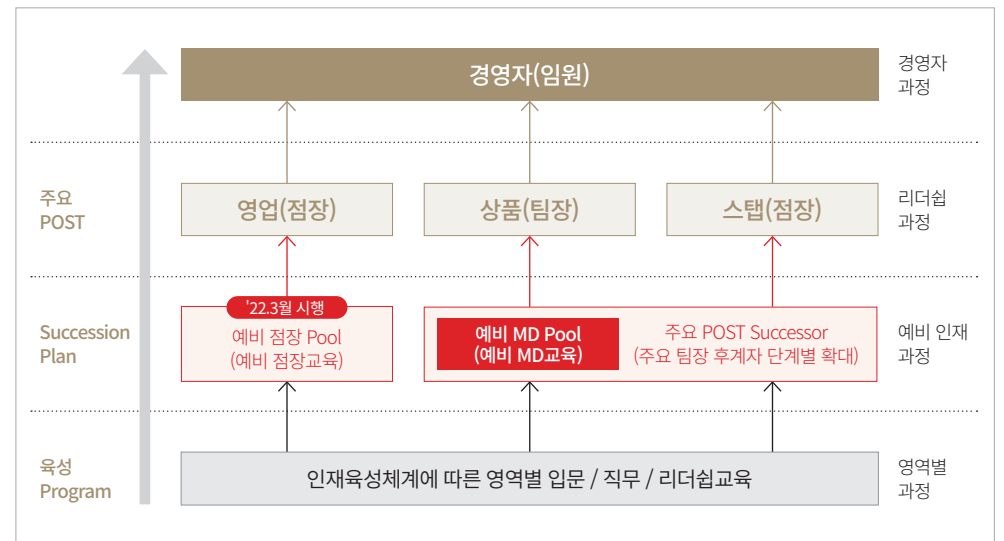 경영자(임원)
경영자
과정
주요
POST
영업(점장)
상품(팀장)
스탭(점장)
리더쉽
과정
Succession
Plan
'22.3월 시행
예비 점장 Pool
(예비 점장교육)
예비 MD Pool
(예비 MD교육)
주요 POST Successor
(주요 팀장 후계자 단계별 확대)
예비 인재
과정
육성
Program
인재육성체계에 따른 영역별 입문 / 직무 / 리더쉽교육
영역별
과정